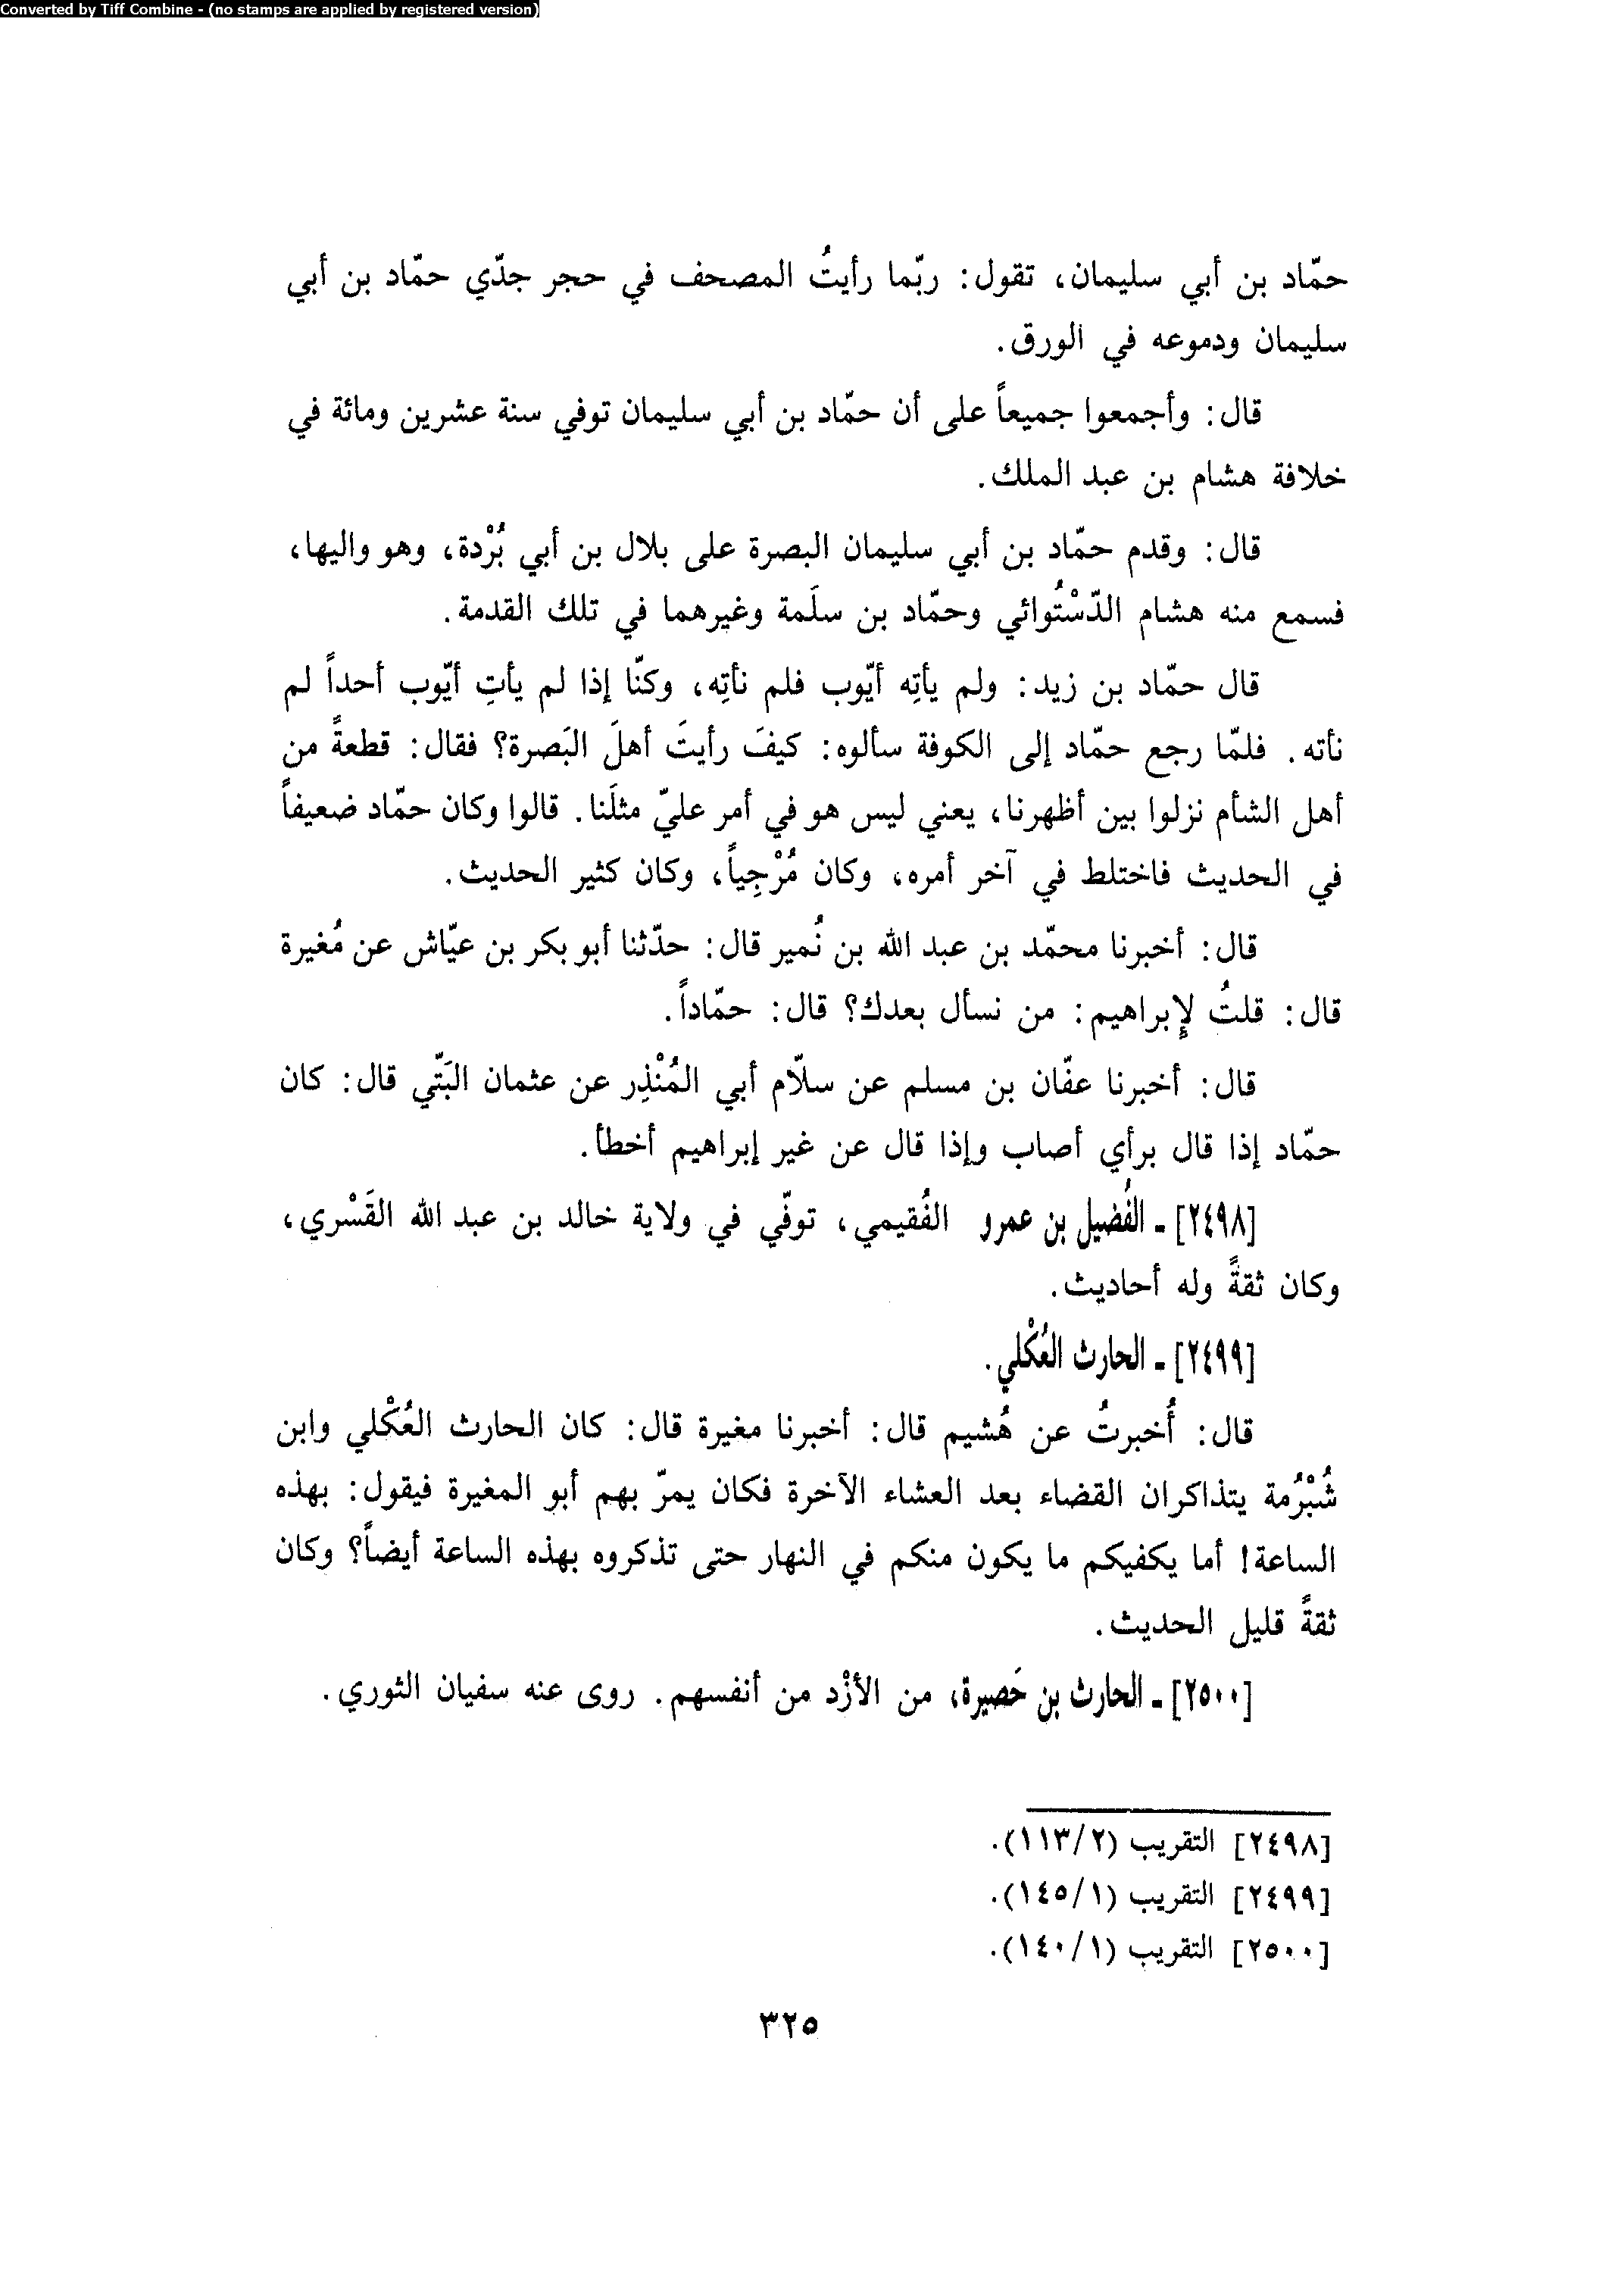 Converted by Tiff Combine - (no stamps are applied by registered version)
حمّاد بن أبي سليمان، تقول: ربّما رأيتُ المصحف في حجر جدّي حمّاد بن أبي
سليمان ودموعه في الورق.
قال: وأجمعوا جميعاً على أن حمّاد بن أبي سليمان توفي سنة عشرين ومائة في
خلافة هشام بن عبد الملك.
قال: وقدم حمّاد بن أبي سليمان البصرة على بلال بن أبي بُرْدة، وهو واليها،
فسمع منه هشام الدّسْتُوائي وحمّاد بن سلَمة وغيرهما في تلك القدمة.
قال حمّاد بن زيد: ولم يأتِه أيّوب فلم نأتِه، وكنّا إذا لم يأتِ أيّوب أحداً لم
نأته. فلمّا رجع حمّاد إلى الكوفة سألوه: كيفَ رأيتَ أهلَ البَصرة؟ فقال: قطعةً من
أهل الشأم نزلوا بين أظهرنا، يعني ليس هو في أمر عليّ مثلَنا. قالوا وكان حمّاد ضعيفاً
في الحديث فاختلط في آخر أمره، وكان مُرْجِياً، وكان كثير الحديث.
قال: أخبرنا محمّد بن عبد الله بن نُمير قال: حدّثنا أبو بكر بن عيّاش عن مُغيرة
قال: قلتُ لإبراهيم: من نسأل بعدك؟ قال: حمّاداً.
قال: أخبرنا عفّان بن مسلم عن سلاّم أبي المُنْذِر عن عثمان البَتّي قال: كان
حمّاد إذا قال برأي أصاب وإذا قال عن غير إبراهيم أخطأ.
[٢٤٩٨] ـ الفُضيل بن عمرو الفُقيمي، توفّي في ولاية خالد بن عبد الله القَسْري،
وكان ثقةً وله أحاديث.
[٢٤٩٩] ـ الحارث العُكْلي.
قال: أُخبرتُ عن هُشيم قال: أخبرنا مغيرة قال: كان الحارث العُكْلي وابن
شُبْرُمة يتذاكران القضاء بعد العشاء الآخرة فكان يمرّ بهم أبو المغيرة فيقول: بهذه
الساعة! أما يكفيكم ما يكون منكم في النهار حتى تذكروه بهذه الساعة أيضاً؟ وكان
ثقةً قليل الحديث.
[٢٥٠٠] ـ الحارث بن حَصيرة، من الأزْد من أنفسهم. روى عنه سفيان الثوري.
[٢٤٩٨] التقريب (٢/١١٣).
[٢٤٩٩] التقريب (١/١٤٥).
[٢٥٠٠] التقريب (١/١٤٠).
٣٢٥